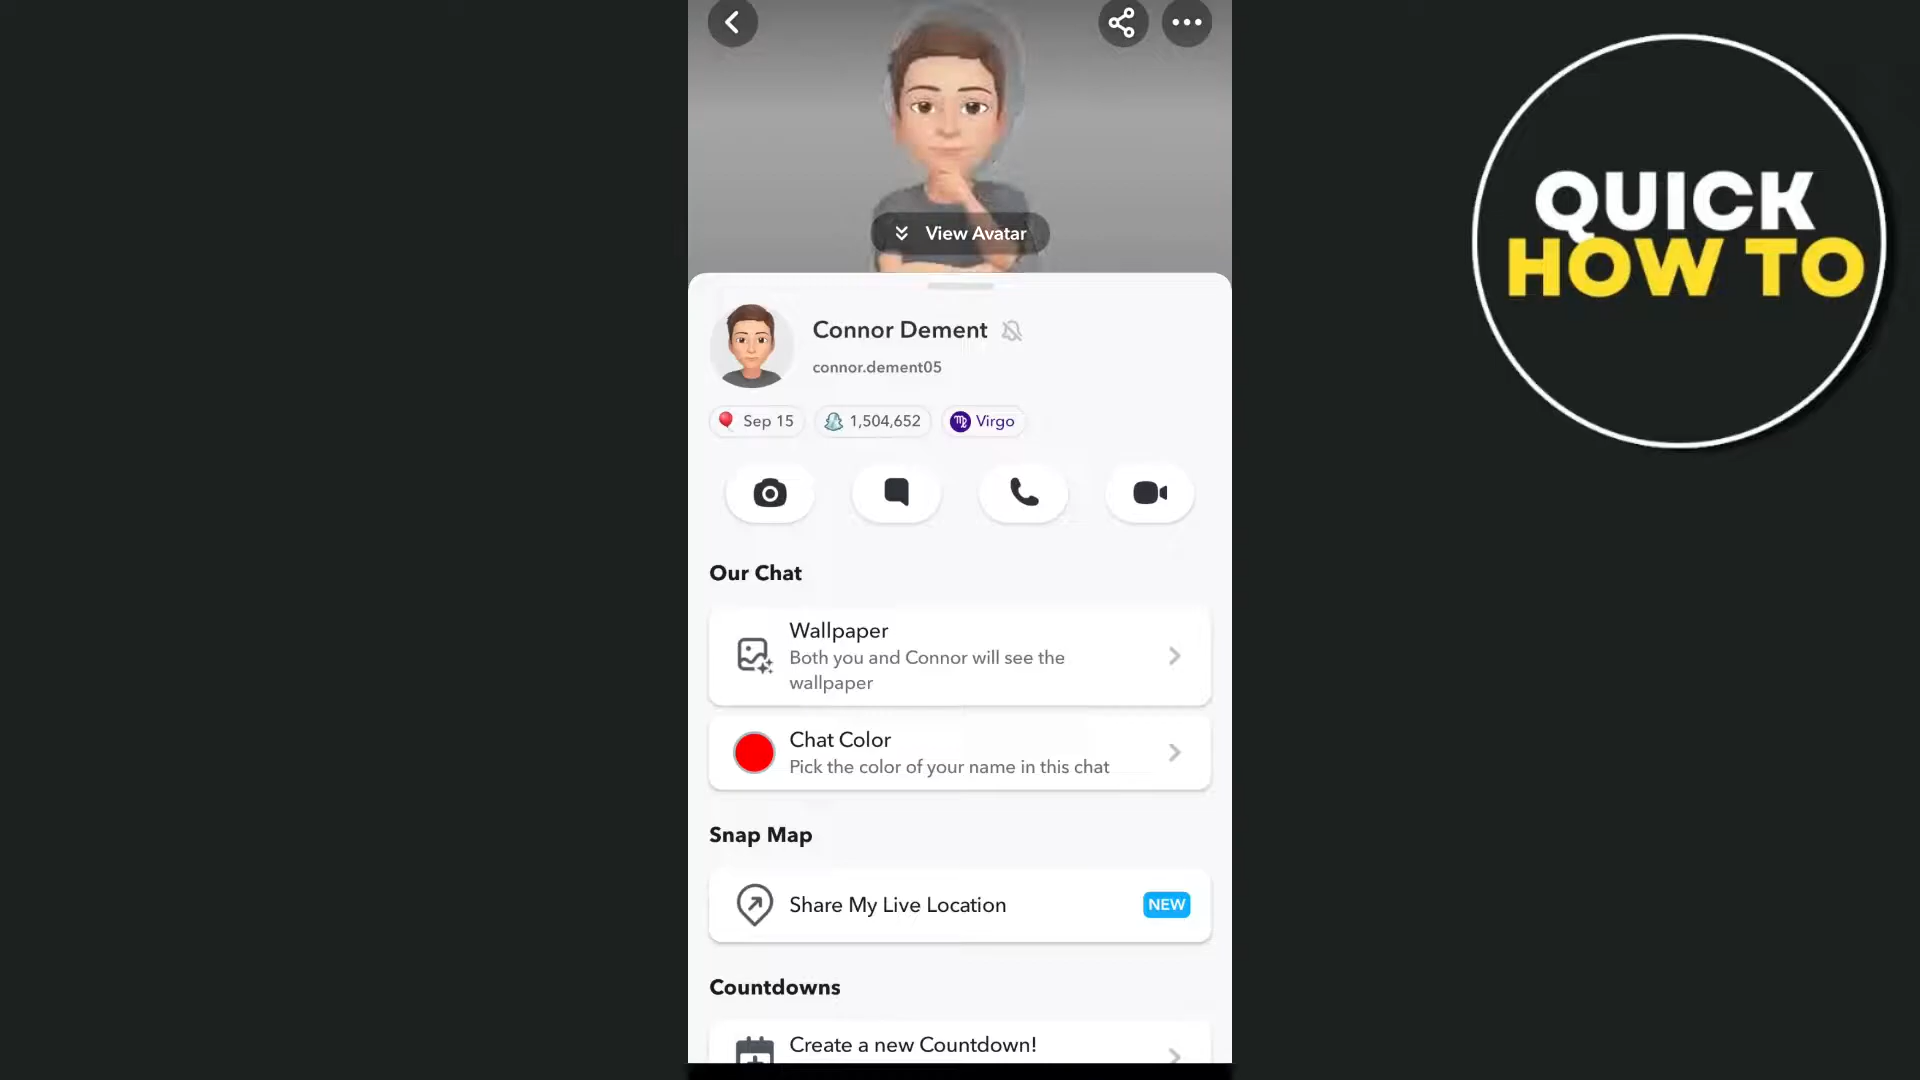 QUICK
HOW TO
View Avatar
Connor Dement
connor.dement05
Sep 15
1,504,652
Virgo
Our Chat
Wallpaper
Both you and Connor will see the
wallpaper
Chat Color
Pick the color of your name in this chat
Snap Map
Share My Live Location
NEW
Countdowns
Create a new Countdown!